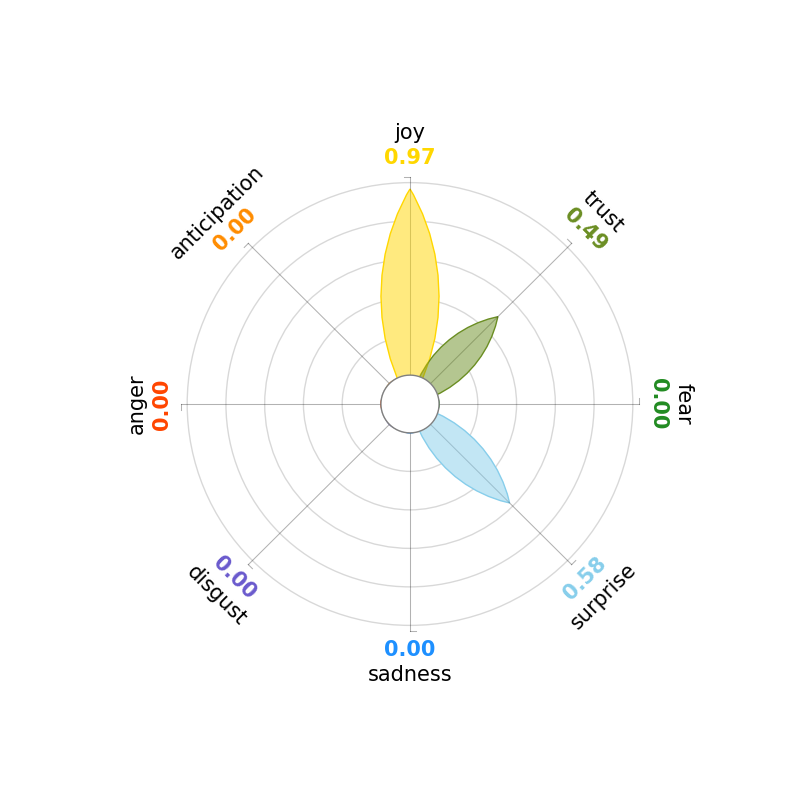 joy
0.97
anticipation
0.00
trust
0.49
anger
0.00
fear
0.00
disgust
0.00
surprise
0.58
0.00
sadness